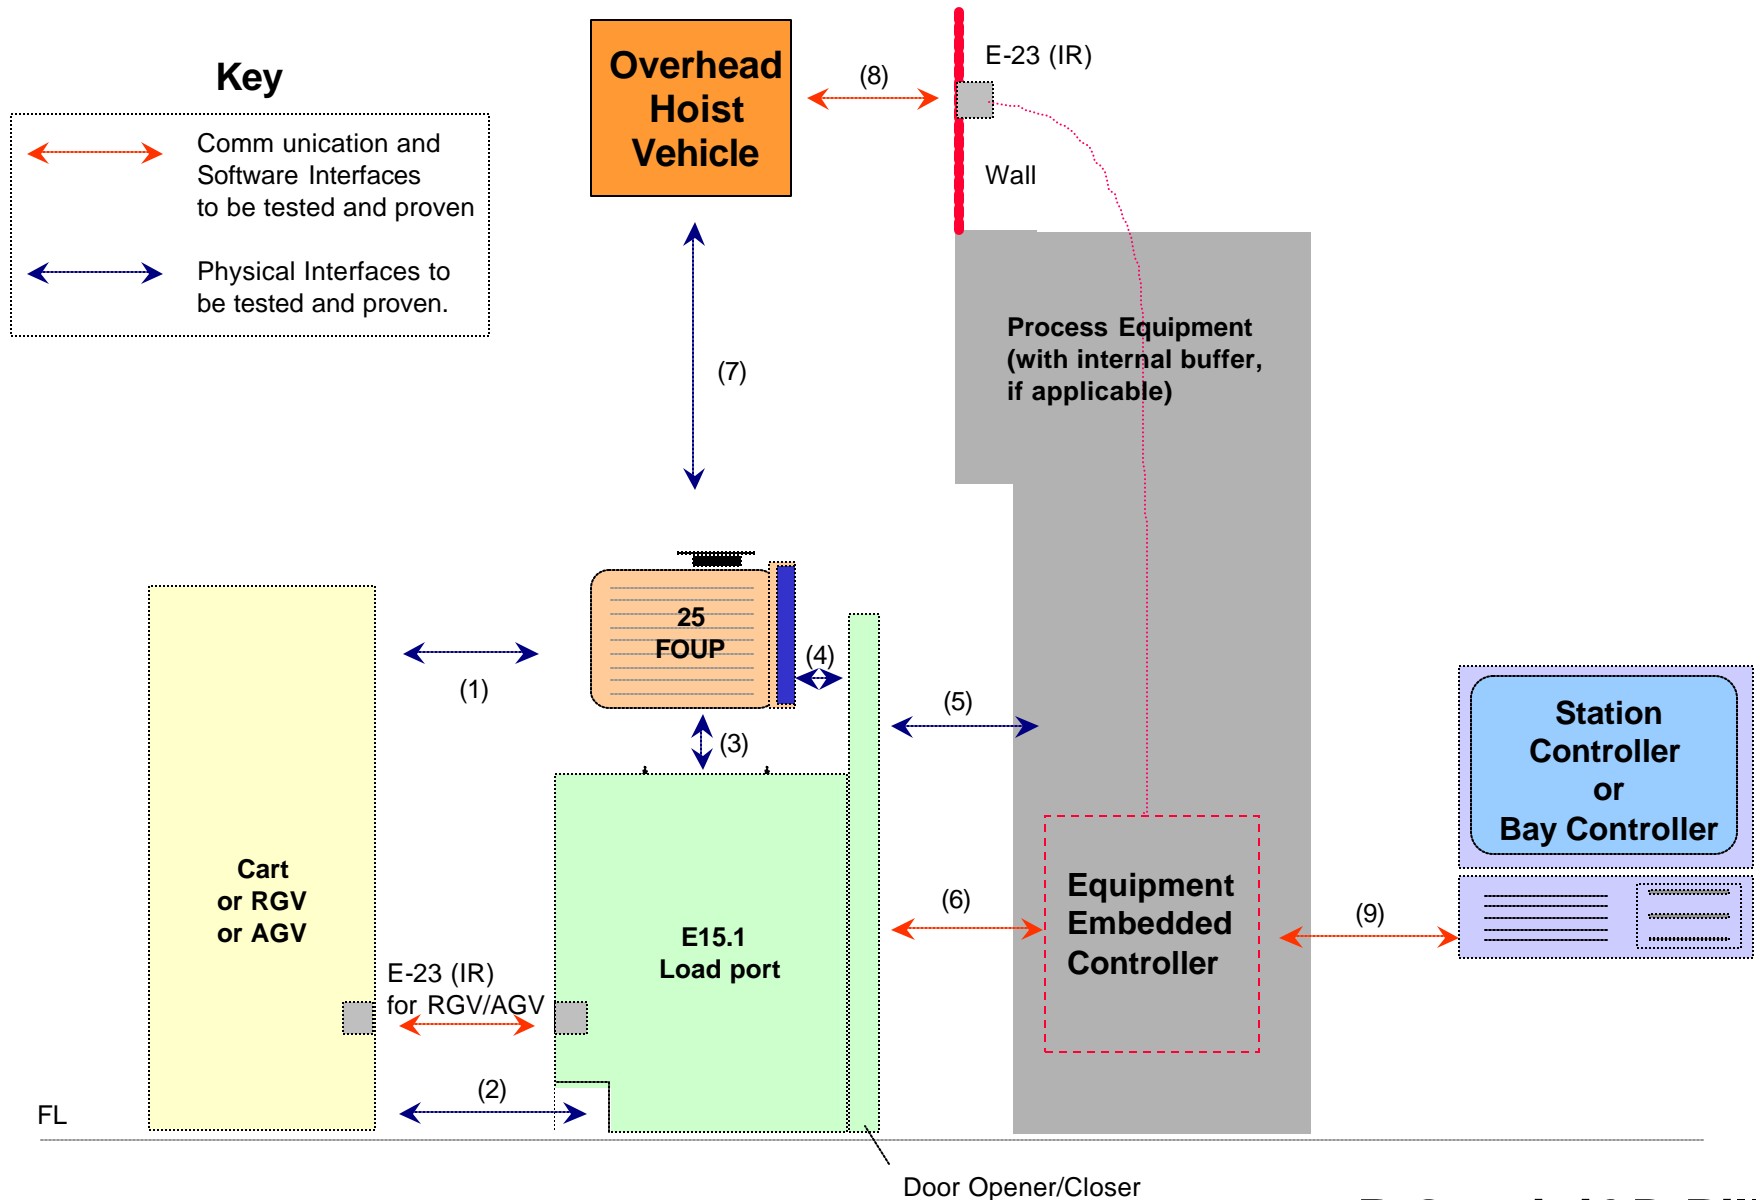 Key
Comm unication and
Software Interfaces
to be tested and proven
Physical Interfaces to
be tested and proven.
Overhead
Hoist
Vehicle
(8)
E-23 (IR)
Wall
(7)
Process Equipment
(with internal buffer,
if applicable)
25
FOUP
(1)
(4)
(3)
(5)
Station
Controller
or
Bay Controller
Cart
or RGV
or AGV
E15.1
Load port
(6)
Equipment
Embedded
Controller
(9)
E-23 (IR)
for RGV/AGV
(2)
FL
Door Opener/Closer